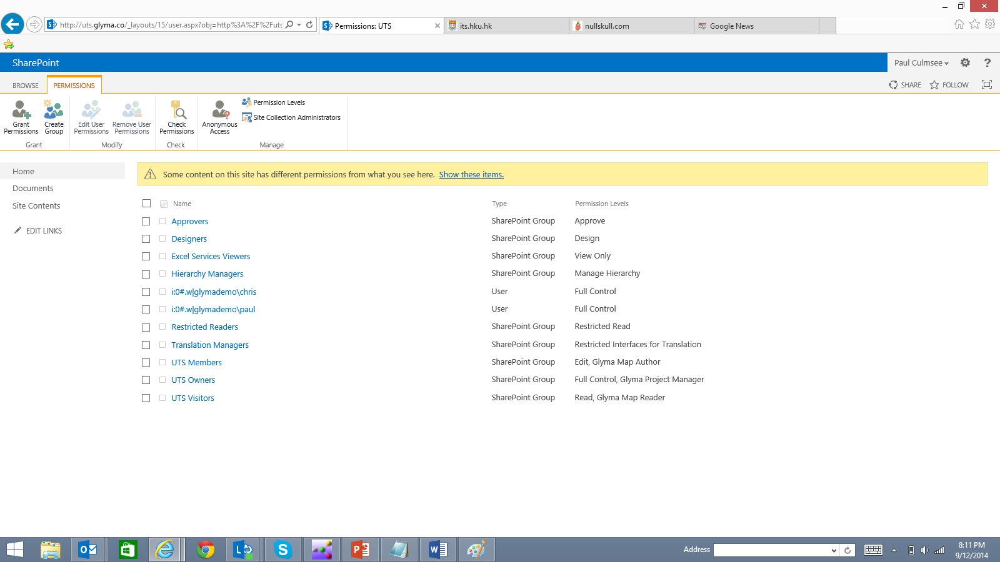 http://uts.glyma.co/_layouts/15/user.aspx?obj=http%3A%2F%2Futs
Permissions: UTS
its.hku.hk
nullskull.com
Google News
SharePoint
Paul Culmsee
?
BROWSE
PERMISSIONS
SHARE
FOLLOW
Grant Permissions
Create Group
Edit User Permissions
Remove User Permissions
Check Permissions
Anonymous Access
Permission Levels
Site Collection Administrators
Grant
Modify
Check
Manage
Home
Documents
Site Contents
EDIT LINKS
Some content on this site has different permissions from what you see here. Show these items.
Name Type Permission Levels
Approvers SharePoint Group Approve
Designers SharePoint Group Design
Excel Services Viewers SharePoint Group View Only
Hierarchy Managers SharePoint Group Manage Hierarchy
i:0#.w|glymademo\chris User Full Control
i:0#.w|glymademo\paul User Full Control
Restricted Readers SharePoint Group Restricted Read
Translation Managers SharePoint Group Restricted Interfaces for Translation
UTS Members SharePoint Group Edit, Glyma Map Author
UTS Owners SharePoint Group Full Control, Glyma Project Manager
UTS Visitors SharePoint Group Read, Glyma Map Reader
Address
8:11 PM
9/12/2014